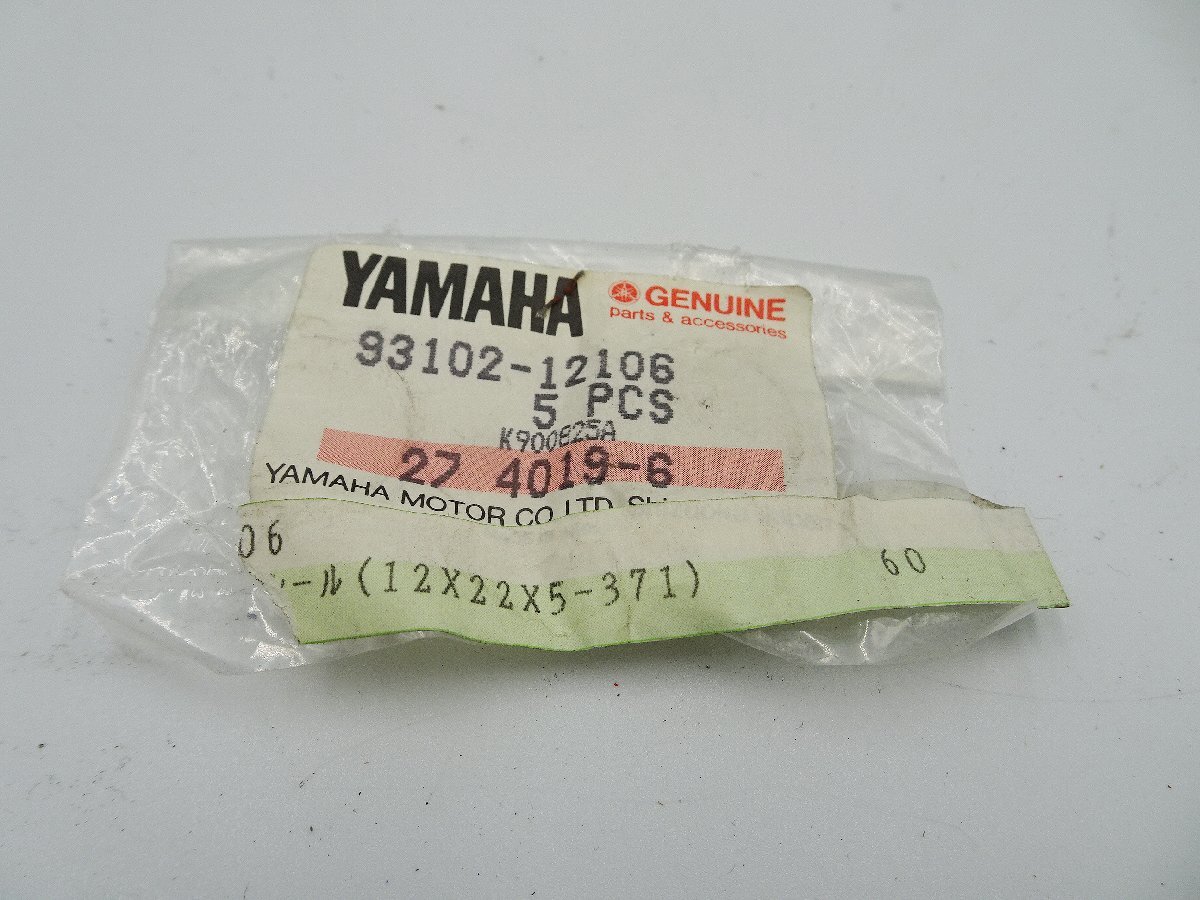 YAMAHA
GENUINE
parts & accessories
93102-12106
5 PCS
K900825A
27 4019-6
YAMAHA MOTOR CO.,LTD.
06
ール(12X22X5-371)
60